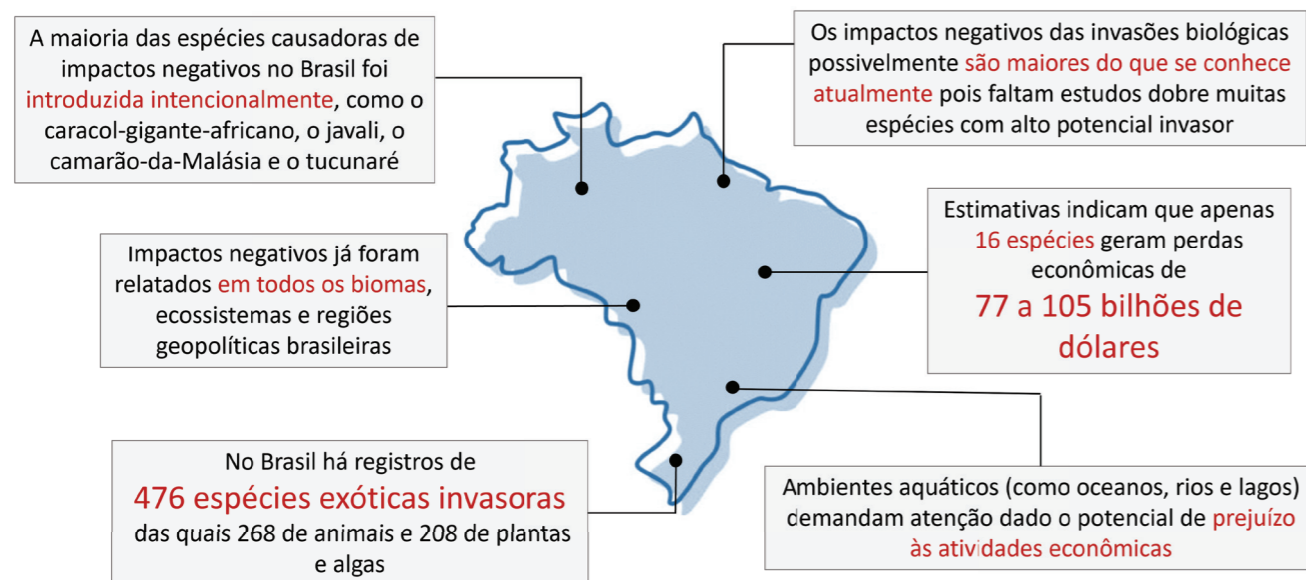 A maioria das espécies causadoras de
impactos negativos no Brasil foi
introduzida intencionalmente, como o
caracol-gigante-africano, o javali, o
camarão-da-Malásia e o tucunaré
Os impactos negativos das invasões biológicas
possivelmente são maiores do que se conhece
atualmente pois faltam estudos dobre muitas
espécies com alto potencial invasor
Impactos negativos já foram
relatados em todos os biomas,
ecossistemas e regiões
geopolíticas brasileiras
Estimativas indicam que apenas
16 espécies geram perdas
econômicas de
77 a 105 bilhões de
dólares
No Brasil há registros de
476 espécies exóticas invasoras
das quais 268 de animais e 208 de plantas
e algas
Ambientes aquáticos (como oceanos, rios e lagos)
demandam atenção dado o potencial de prejuízo
às atividades econômicas